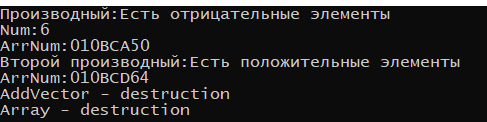 Производный:Есть отрицательные элементы
Num:6
ArrNum:010BCA50
Второй производный:Есть положительные элементы
ArrNum:010BCD64
AddVector - destruction
Array - destruction